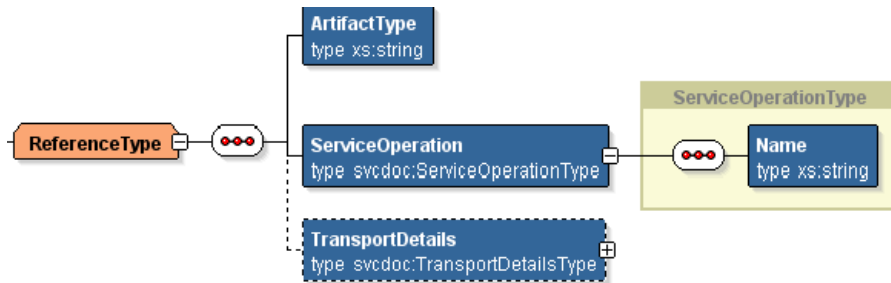 ArtifactType
type xs:string
ServiceOperationType
ReferenceType
ServiceOperation
type svcdoc:ServiceOperationType
Name
type xs:string
TransportDetails
type svcdoc:TransportDetailsType